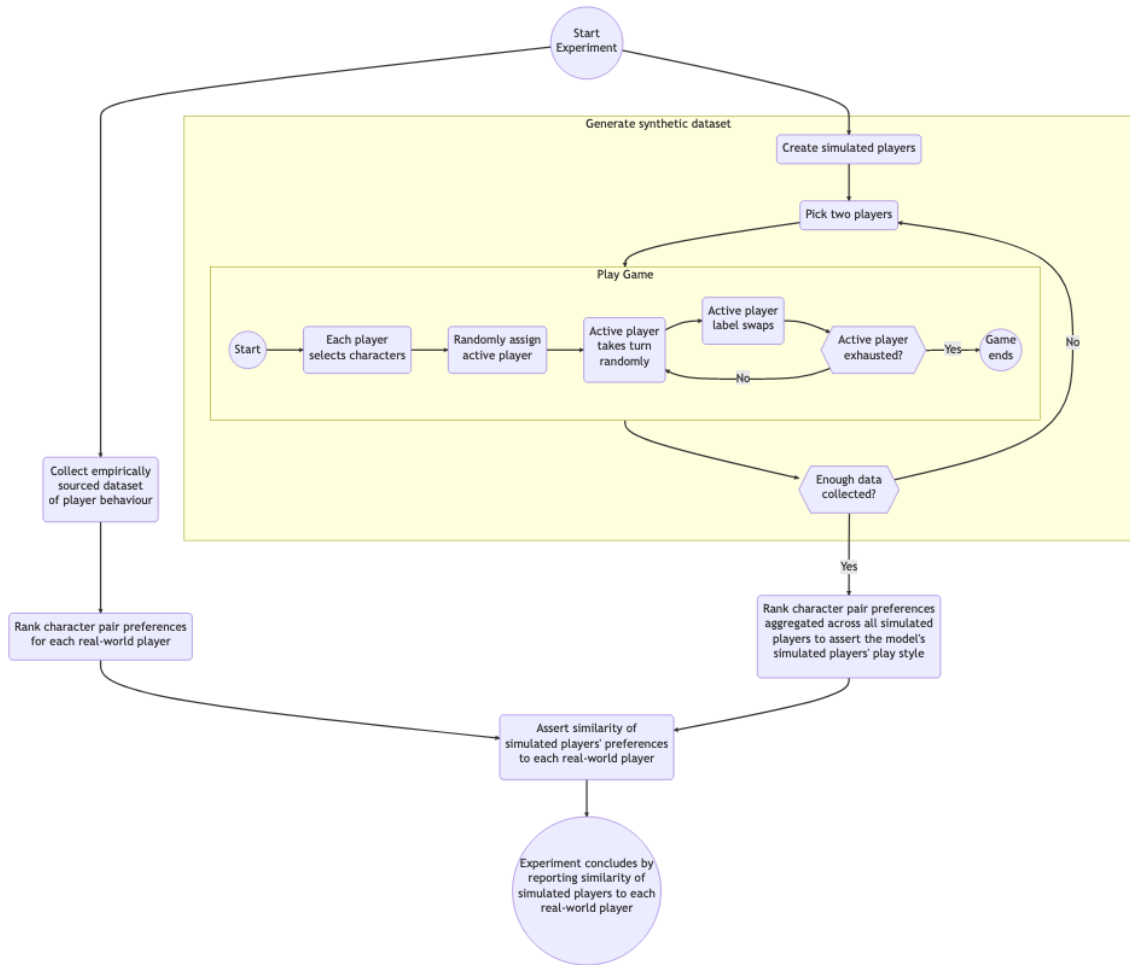 Start
Experiment
Generate synthetic dataset
Create simulated players
Pick two players
Play Game
Start
Each player
selects characters
Randomly assign
active player
Active player
takes turn
randomly
Active player
label swaps
Active player
exhausted?
Yes
Game
ends
No
No
Collect empirically
sourced dataset
of player behaviour
Enough data
collected?
Yes
Rank character pair preferences
for each real-world player
Rank character pair preferences
aggregated across all simulated
players to assert the model's
simulated players' play style
Assert similarity of
simulated players' preferences
to each real-world player
Experiment concludes by
reporting similarity of
simulated players to each
real-world player